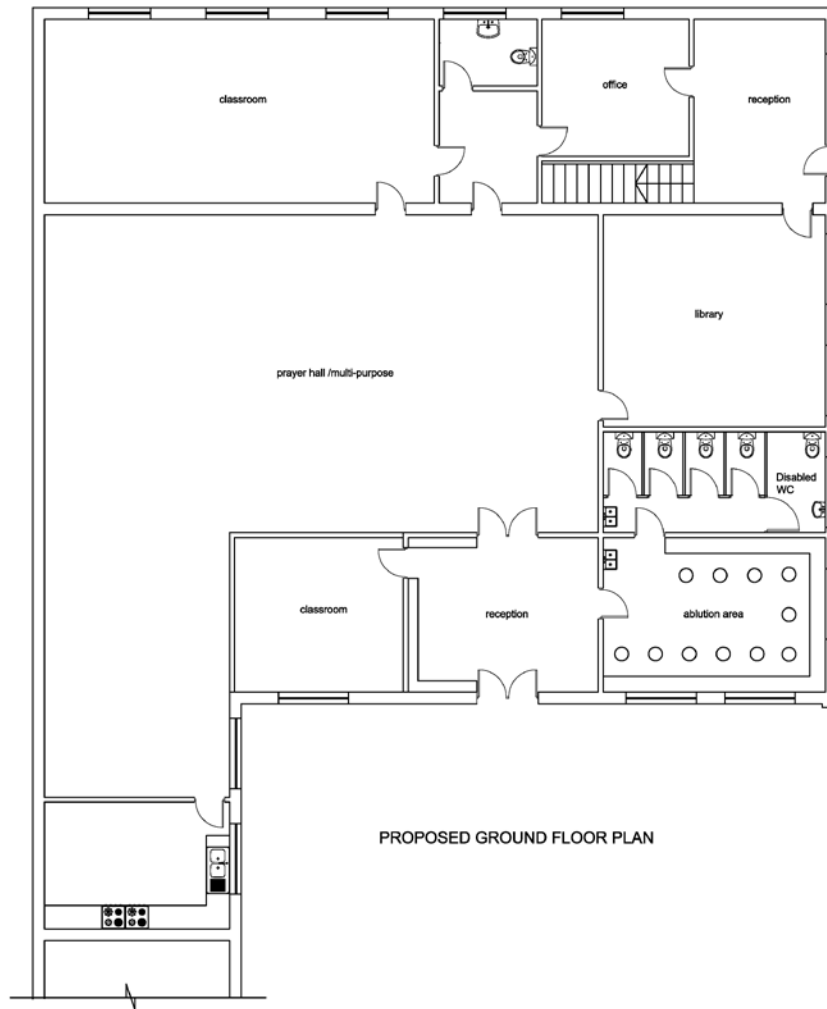 classroom
office
reception
library
prayer hall /multi-purpose
Disabled
WC
classroom
reception
ablution area
PROPOSED GROUND FLOOR PLAN